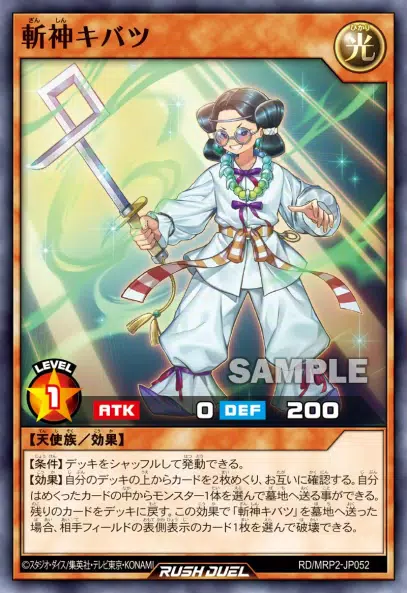 斬神キバツ
光
SAMPLE
LEVEL
1
ATK 0 DEF 200
【天使族／効果】
【条件】デッキをシャッフルして発動できる。
【効果】自分のデッキの上からカードを2枚めくり、お互いに確認する。自分
はめくったカードの中からモンスター1体を選んで墓地へ送る事ができる。
残りのカードをデッキに戻す。この効果で「斬神キバツ」を墓地へ送った
場合、相手フィールドの表側表示のカード1枚を選んで破壊できる。
©スタジオ・ダイス/集英社・テレビ東京・KONAMI
RUSH DUEL
RD/MRP2-JP052